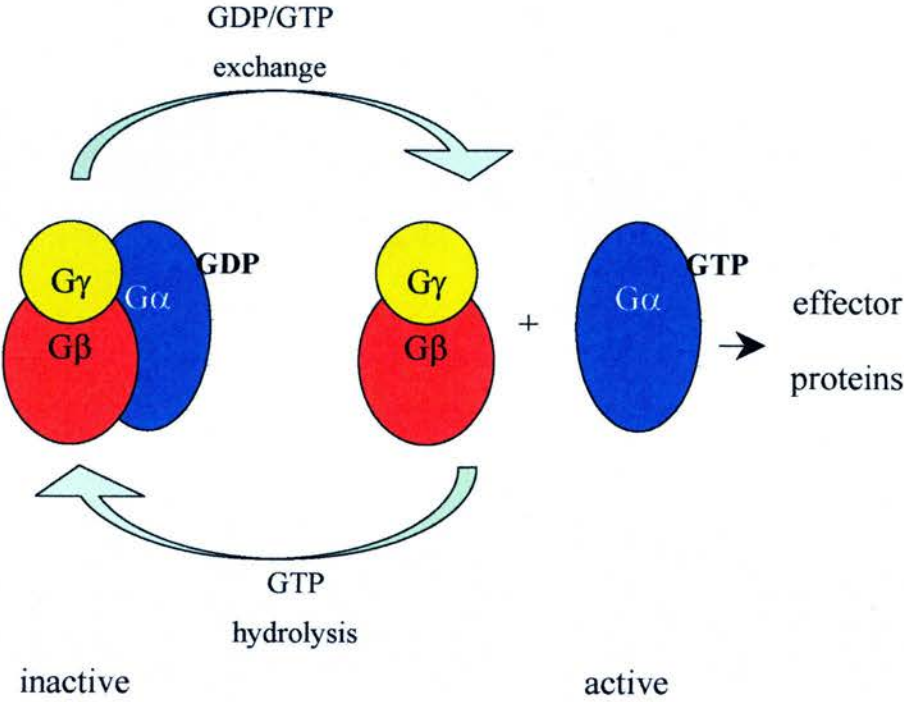 GDP/GTP
exchange
Gγ
Gα
GDP
Gβ
Gγ
Gβ
+
Gα
GTP
effector
proteins
GTP
hydrolysis
inactive
active